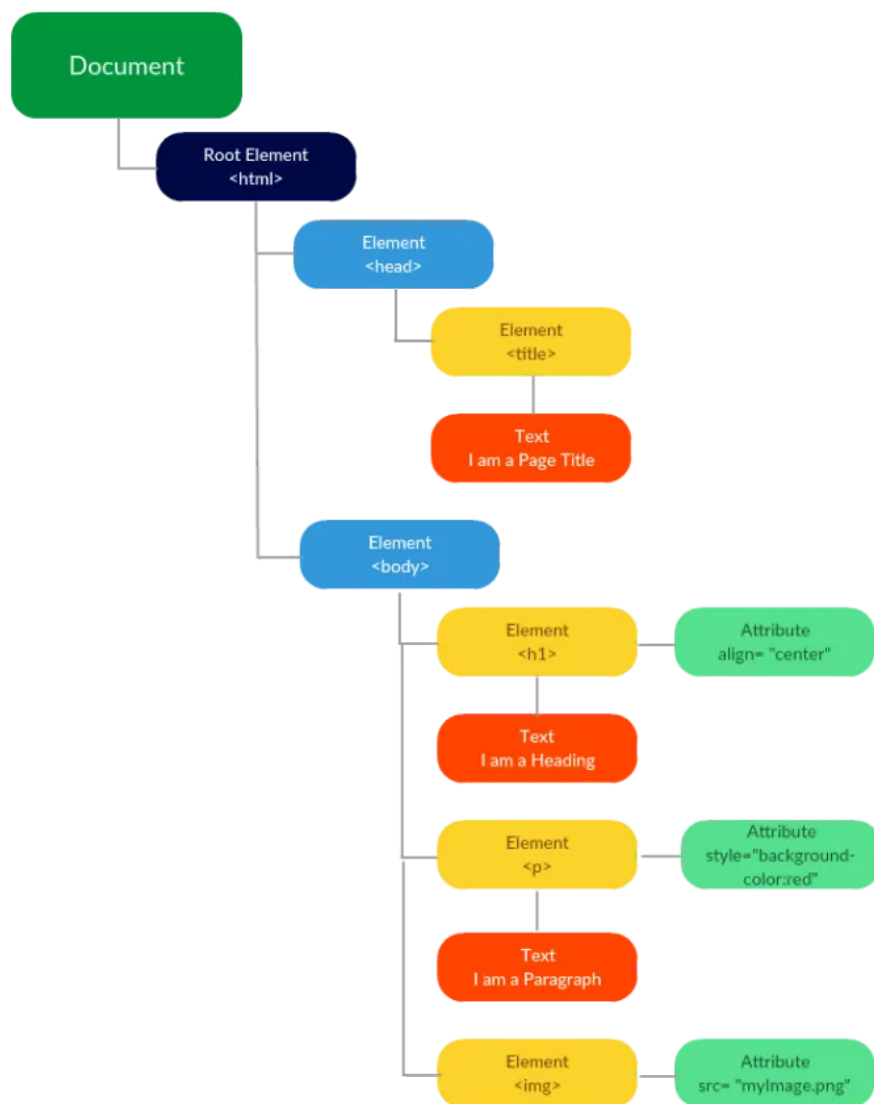 Document
Root Element
<html>
Element
<head>
Element
<title>
Text
I am a Page Title
Element
<body>
Element
<h1>
Attribute
align= "center"
Text
I am a Heading
Element
<p>
Attribute
style="background-
color:red"
Text
I am a Paragraph
Element
<img>
Attribute
src= "myImage.png"